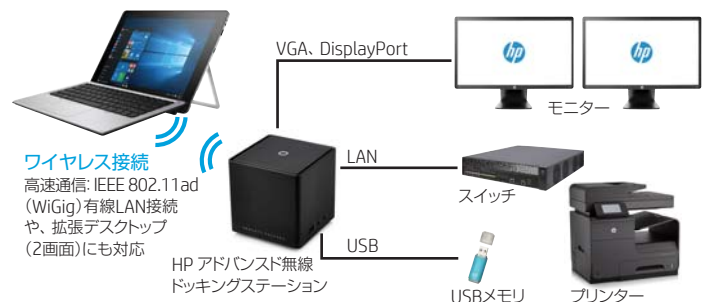 VGA、DisplayPort
hp
hp
モニター
ワイヤレス接続
高速通信：IEEE 802.11ad
（WiGig）有線LAN接続
や、拡張デスクトップ
（2画面）にも対応
LAN
スイッチ
HP アドバンスド無線
ドッキングステーション
USB
USBメモリ
プリンター